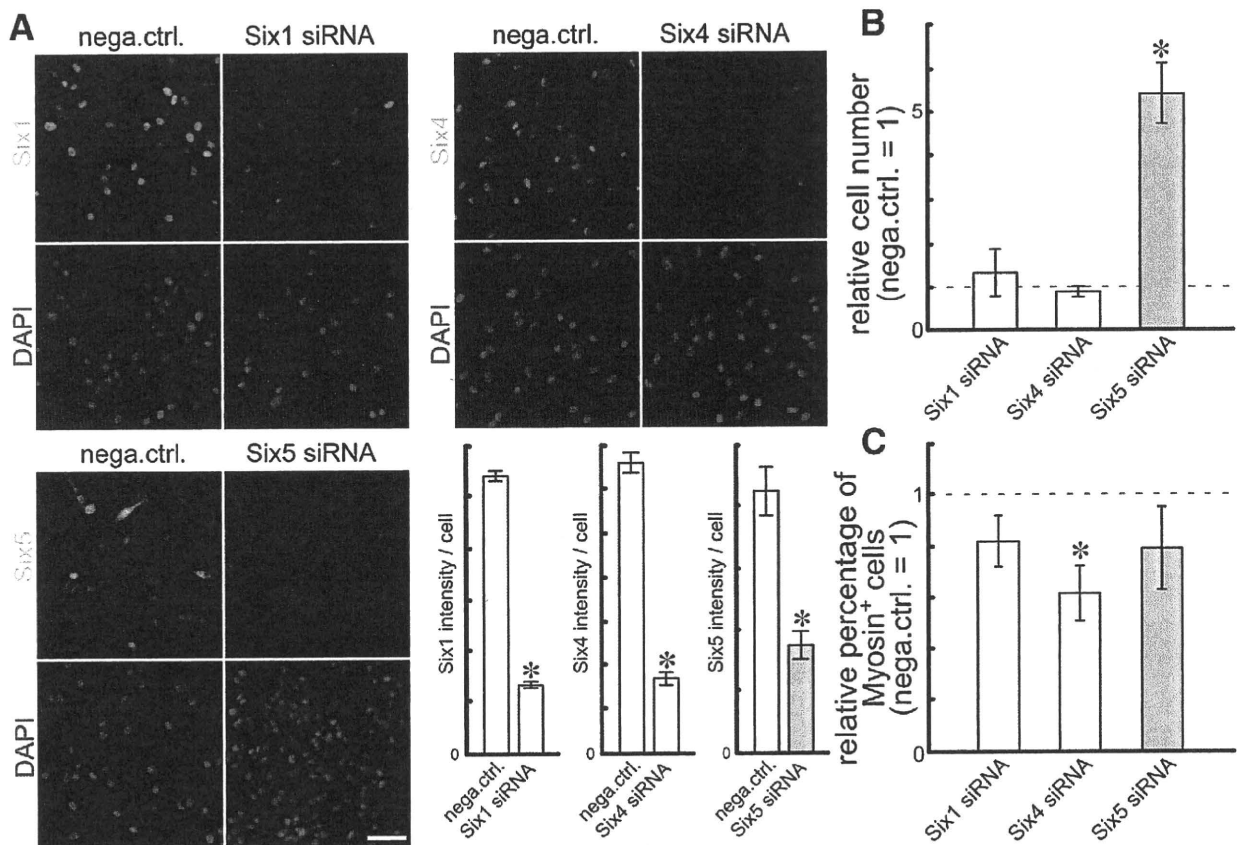 A
nega.ctrl. Six1 siRNA
Six1
DAPI
nega.ctrl. Six4 siRNA
Six4
DAPI
nega.ctrl. Six5 siRNA
Six5
DAPI
Six1 intensity / cell
0
nega.ctrl.
Six1 siRNA
Six4 intensity / cell
0
*
nega.ctrl.
Six4 siRNA
*
Six5 intensity / cell
0
*
nega.ctrl.
Six5 siRNA
B
relative cell number
(nega.ctrl. = 1)
5
0
*
Six1 siRNA
Six4 siRNA
Six5 siRNA
C
relative percentage of
Myosin+ cells
(nega.ctrl. = 1)
1
0
*
Six1 siRNA
Six4 siRNA
Six5 siRNA